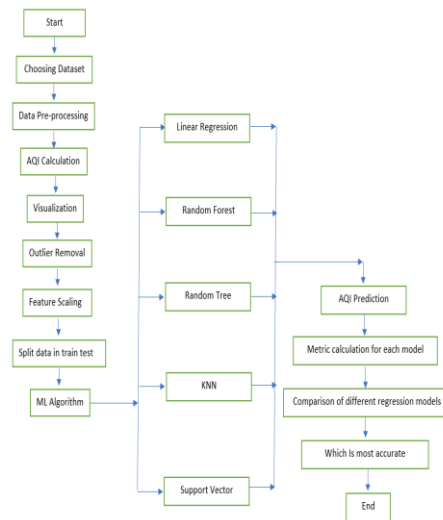 Start
Choosing Dataset
Data Pre-processing
AQI Calculation
Visualization
Outlier Removal
Feature Scaling
Split data in train test
ML Algorithm
Linear Regression
Random Forest
Random Tree
KNN
Support Vector
AQI Prediction
Metric calculation for each model
Comparison of different regression models
Which Is most accurate
End